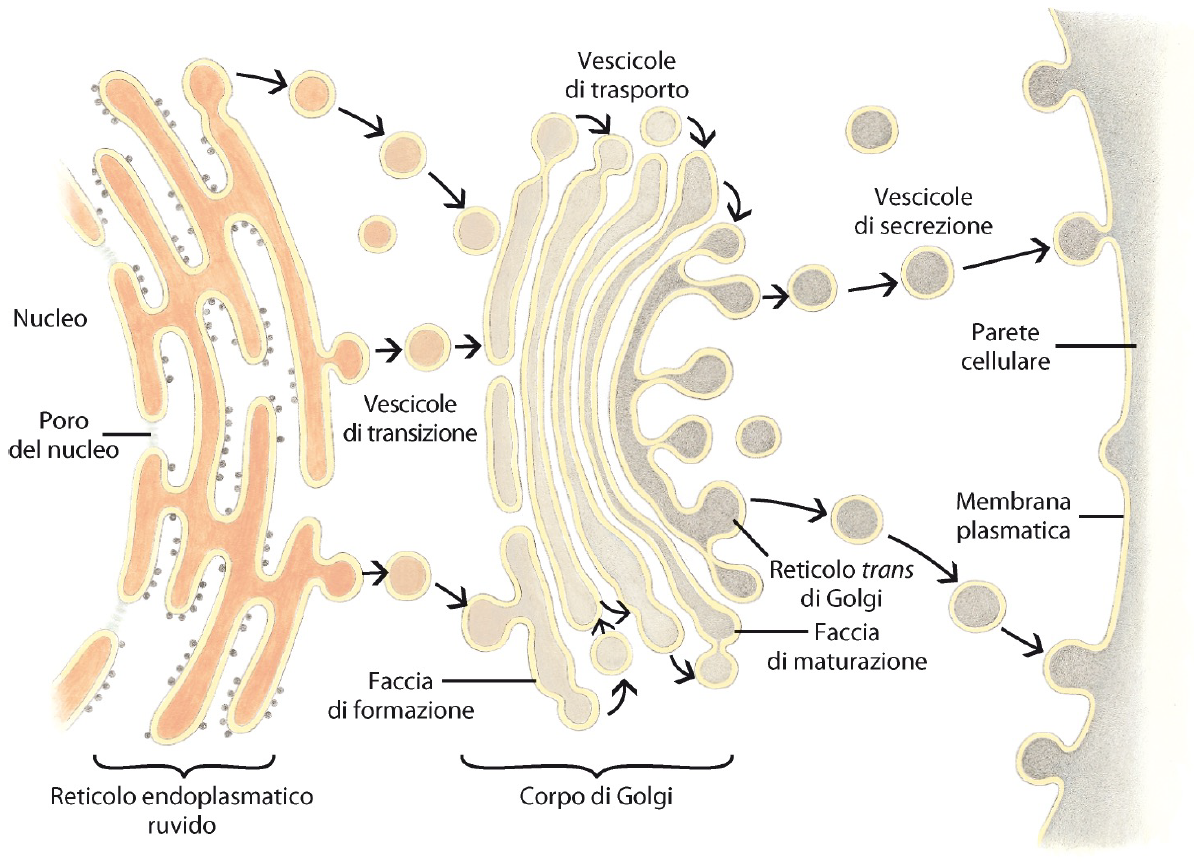 Vescicole
di trasporto
Vescicole
di secrezione
Nucleo
Parete
cellulare
Poro
del nucleo
Vescicole
di transizione
Membrana
plasmatica
Reticolo trans
di Golgi
Faccia
di maturazione
Faccia
di formazione
Reticolo endoplasmatico
ruvido
Corpo di Golgi